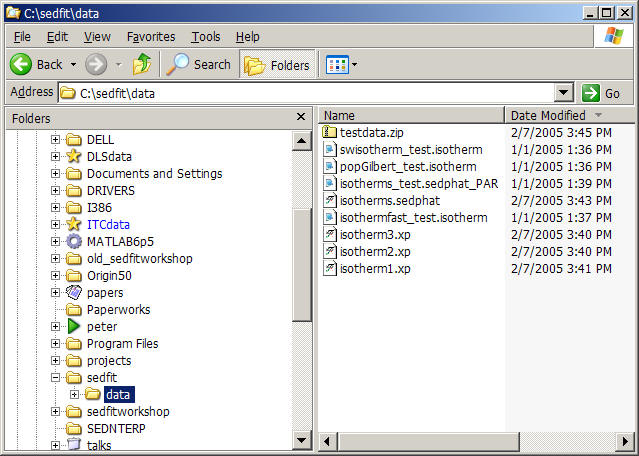 C:\sedfit\data
File Edit View Favorites Tools Help
Back Search Folders
Address C:\sedfit\data Go
Folders
DELL
DLSdata
Documents and Settings
DRIVERS
I386
ITCdata
MATLAB6p5
old_sedfitworkshop
Origin50
papers
Paperworks
peter
Program Files
projects
sedfit
data
sedfitworkshop
SEDNTERP
talks
Name Date Modified
testdata.zip 2/7/2005 3:45 PM
swisotherm_test.isotherm 1/1/2005 1:36 PM
popGilbert_test.isotherm 1/1/2005 1:36 PM
isotherms_test.sedphat_PAR 1/1/2005 1:39 PM
isotherms.sedphat 2/7/2005 3:43 PM
isothermfast_test.isotherm 1/1/2005 1:37 PM
isotherm3.xp 2/7/2005 3:40 PM
isotherm2.xp 2/7/2005 3:40 PM
isotherm1.xp 2/7/2005 3:41 PM